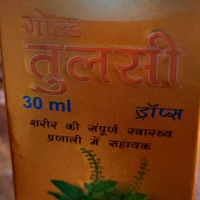 गोल्ड
तुलसी
30 ml ड्रॉप्स
शरीर की संपूर्ण स्वास्थ्य
प्रणाली में सहायक